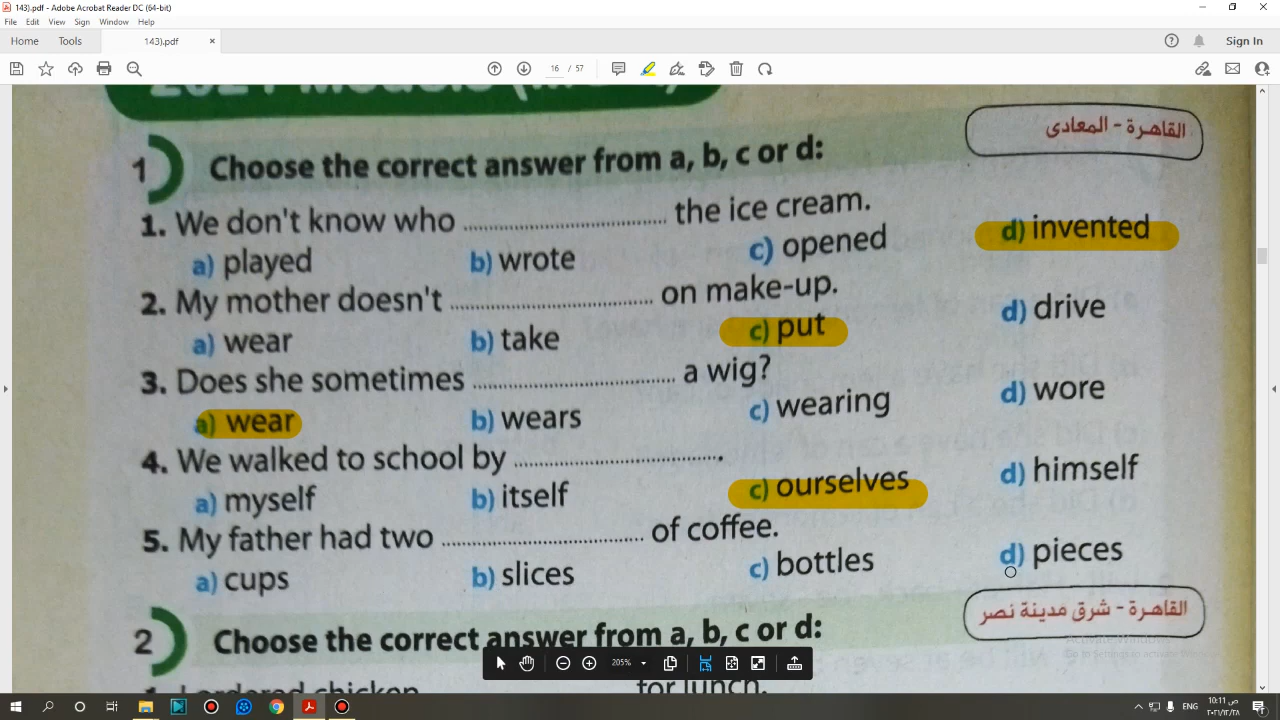 143).pdf - Adobe Acrobat Reader DC (64-bit)
File Edit View Sign Window Help
Home Tools 143).pdf × Sign In
16 / 57
القاهرة - المعادى
1 Choose the correct answer from a, b, c or d:
1. We don't know who .............................. the ice cream.
a) played b) wrote c) opened d) invented
2. My mother doesn't .............................. on make-up.
a) wear b) take c) put d) drive
3. Does she sometimes .............................. a wig?
a) wear b) wears c) wearing d) wore
4. We walked to school by ...............................
a) myself b) itself c) ourselves d) himself
5. My father had two .............................. of coffee.
a) cups b) slices c) bottles d) pieces
القاهرة - شرق مدينة نصر
2 Choose the correct answer from a, b, c or d:
205%
for lunch.
ENG
10:11 ص
٢٠٢١/١٢/٢٨